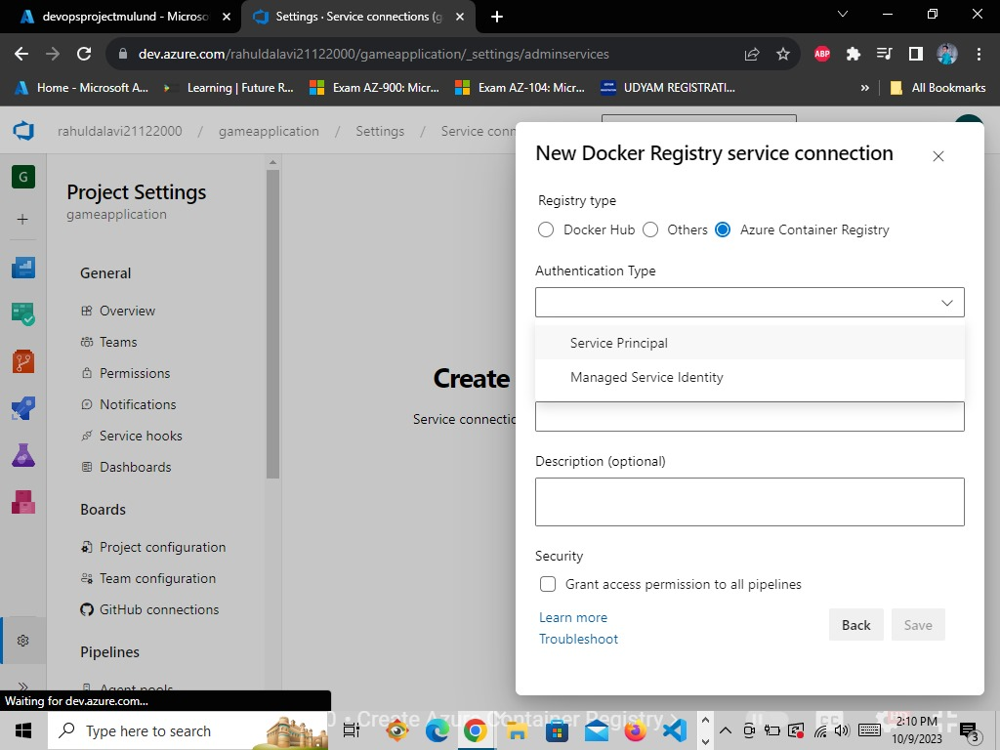 devopsprojectmulund - Microso
Settings · Service connections (g
dev.azure.com/rahuldalavi21122000/gameapplication/_settings/adminservices
ABP
Home - Microsoft A...
Learning | Future R...
Exam AZ-900: Micr...
Exam AZ-104: Micr...
UDYAM REGISTRATI...
»
All Bookmarks
rahuldalavi21122000 / gameapplication / Settings / Service conn
G
Project Settings
gameapplication
General
Overview
Teams
Permissions
Notifications
Service hooks
Dashboards
Boards
Project configuration
Team configuration
GitHub connections
Pipelines
Agent pools
Create
Service connectio
New Docker Registry service connection
Registry type
Docker Hub
Others
Azure Container Registry
Authentication Type
Service Principal
Managed Service Identity
Description (optional)
Security
Grant access permission to all pipelines
Learn more
Troubleshoot
Back
Save
Waiting for dev.azure.com...
Type here to search
0 • Create Azure Container Registry
CC
2:10 PM
10/9/2023
3